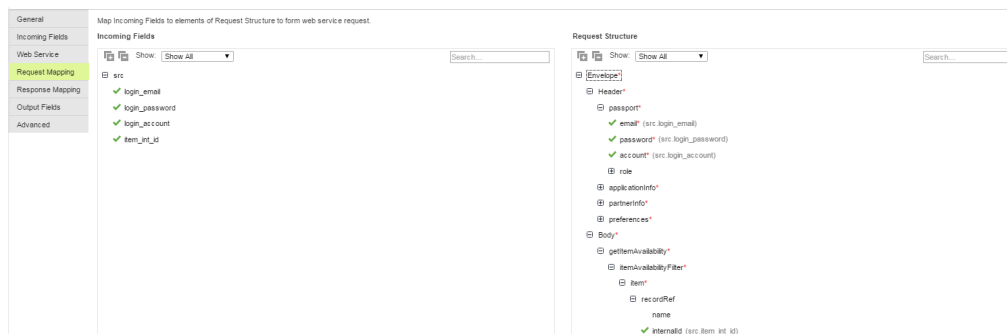 General
Incoming Fields
Web Service
Request Mapping
Response Mapping
Output Fields
Advanced
Map Incoming Fields to elements of Request Structure to form web service request.
Incoming Fields
Show: Show All
Search...
src
login_email
login_password
login_account
item_int_id
Request Structure
Show: Show All
Search...
Envelope*
Header*
passport*
email* (src.login_email)
password* (src.login_password)
account* (src.login_account)
role
applicationInfo*
partnerInfo*
preferences*
Body*
getItemAvailability*
itemAvailabilityFilter*
item*
recordRef
name
internalId (src.item_int_id)